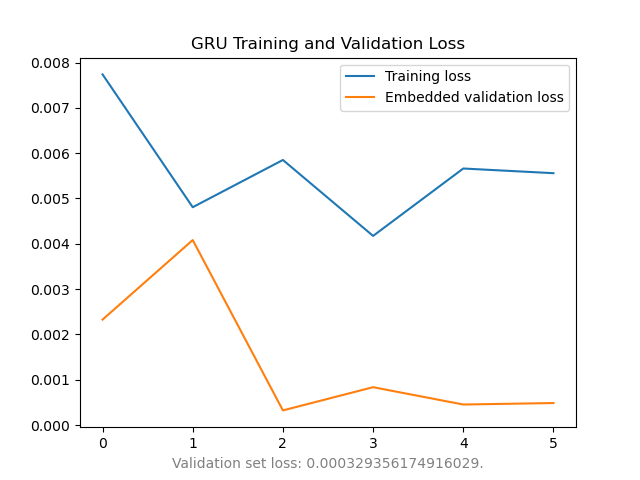 GRU Training and Validation Loss
0.008
0.007
0.006
0.005
0.004
0.003
0.002
0.001
0.000
Training loss
Embedded validation loss
0 1 2 3 4 5
Validation set loss: 0.000329356174916029.